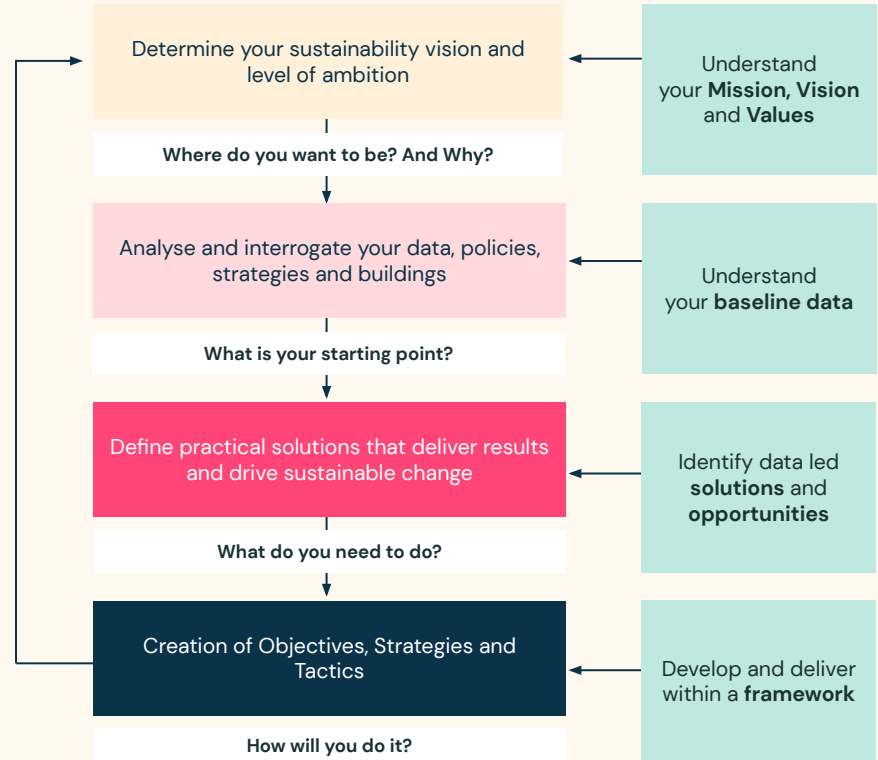 Determine your sustainability vision and
level of ambition
Understand
your Mission, Vision
and Values
Where do you want to be? And Why?
Analyse and interrogate your data, policies,
strategies and buildings
Understand
your baseline data
What is your starting point?
Define practical solutions that deliver results
and drive sustainable change
Identify data led
solutions and
opportunities
What do you need to do?
Creation of Objectives, Strategies and
Tactics
Develop and deliver
within a framework
How will you do it?